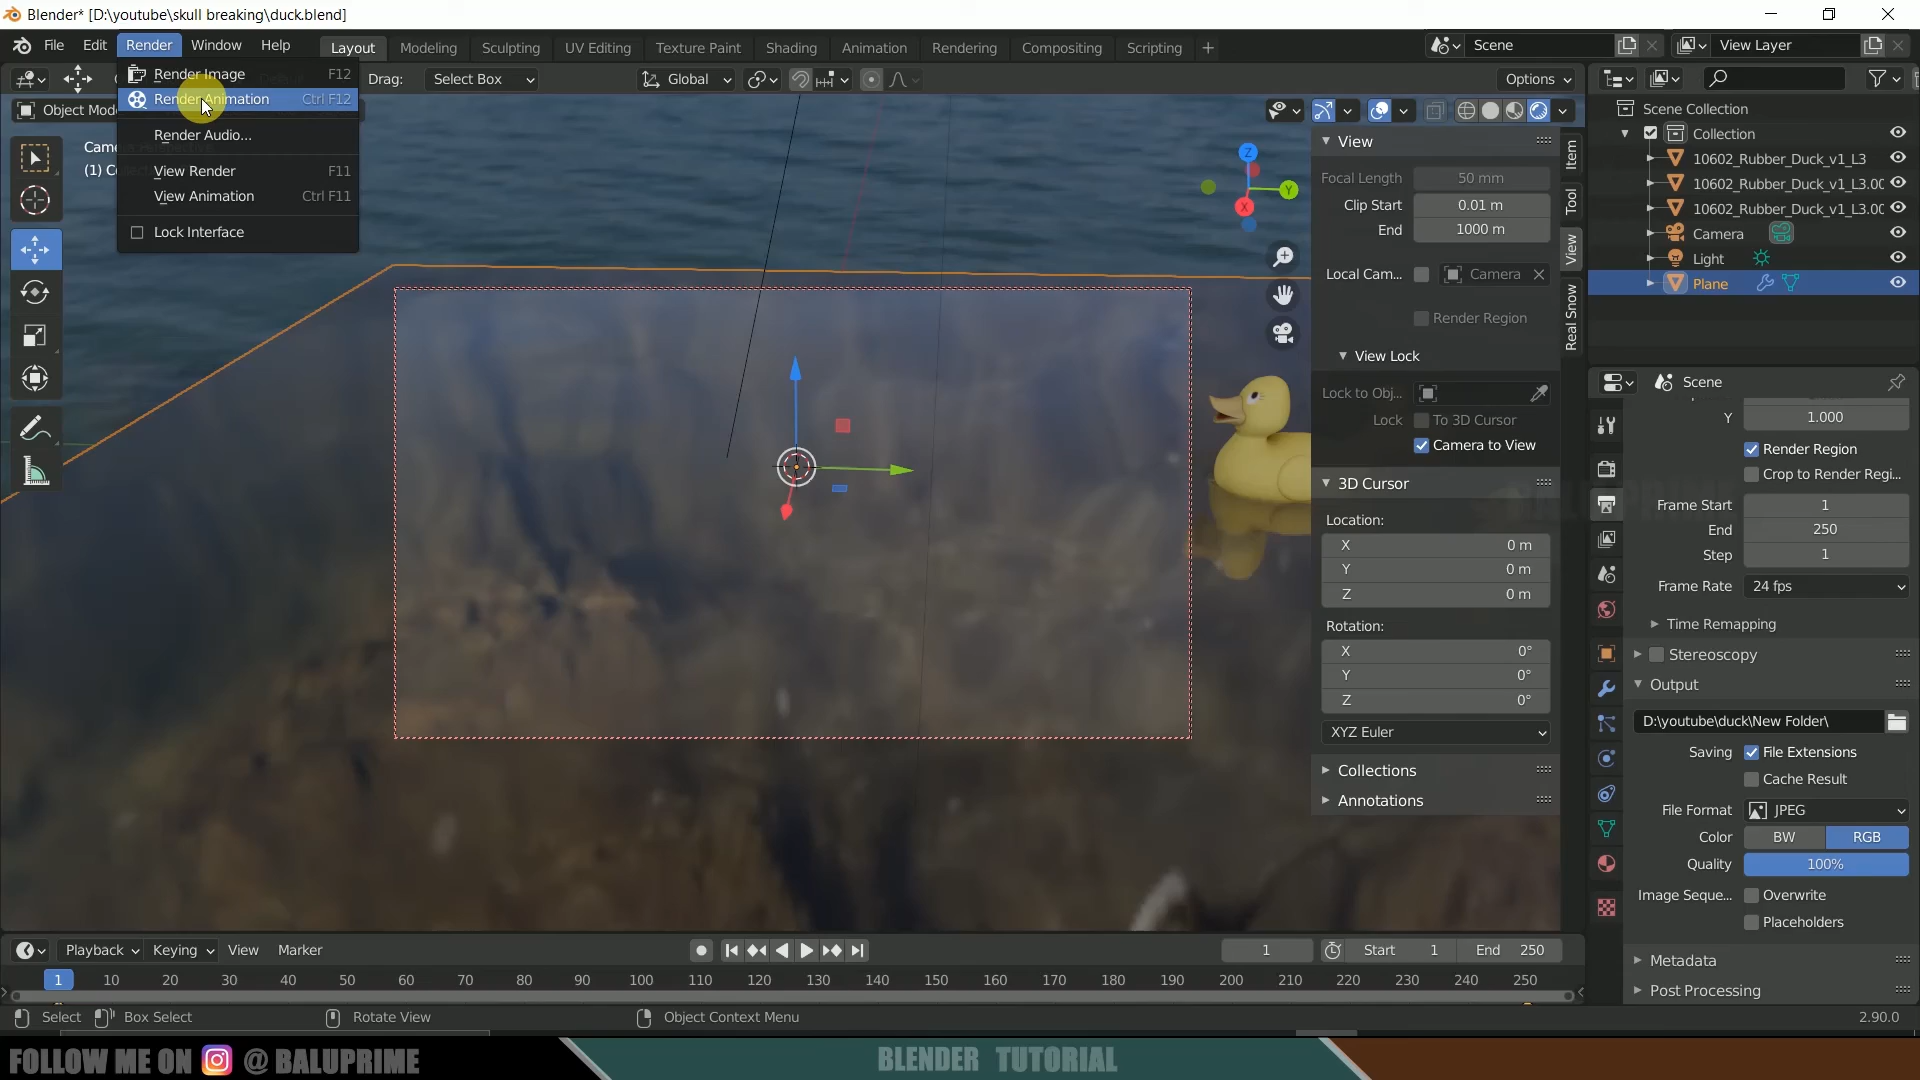 Blender* [D:\youtube\skull breaking\duck.blend]
File Edit Render Window Help Layout Modeling Sculpting UV Editing Texture Paint Shading Animation Rendering Compositing Scripting + Scene View Layer
Render Image F12
Render Animation Ctrl F12
Render Audio...
View Render F11
View Animation Ctrl F11
Lock Interface
Drag: Select Box Global Options
Object Mod
(1)
Z
Y
X
View
Focal Length 50 mm
Clip Start 0.01 m
End 1000 m
Local Cam... Camera
Render Region
View Lock
Lock to Obj...
Lock To 3D Cursor
Camera to View
3D Cursor
Location:
X 0 m
Y 0 m
Z 0 m
Rotation:
X 0°
Y 0°
Z 0°
XYZ Euler
Collections
Annotations
Item
Tool
View
Real Snow
Scene Collection
Collection
10602_Rubber_Duck_v1_L3
10602_Rubber_Duck_v1_L3.00
10602_Rubber_Duck_v1_L3.00
Camera
Light
Plane
Scene
Y 1.000
Render Region
Crop to Render Regi...
Frame Start 1
End 250
Step 1
Frame Rate 24 fps
Time Remapping
Stereoscopy
Output
D:\youtube\duck\New Folder\
Saving File Extensions
Cache Result
File Format JPEG
Color BW RGB
Quality 100%
Image Seque... Overwrite
Placeholders
Metadata
Post Processing
Playback Keying View Marker 1 Start 1 End 250
1 10 20 30 40 50 60 70 80 90 100 110 120 130 140 150 160 170 180 190 200 210 220 230 240 250
Select Box Select Rotate View Object Context Menu 2.90.0
FOLLOW ME ON @ BALUPRIME BLENDER TUTORIAL